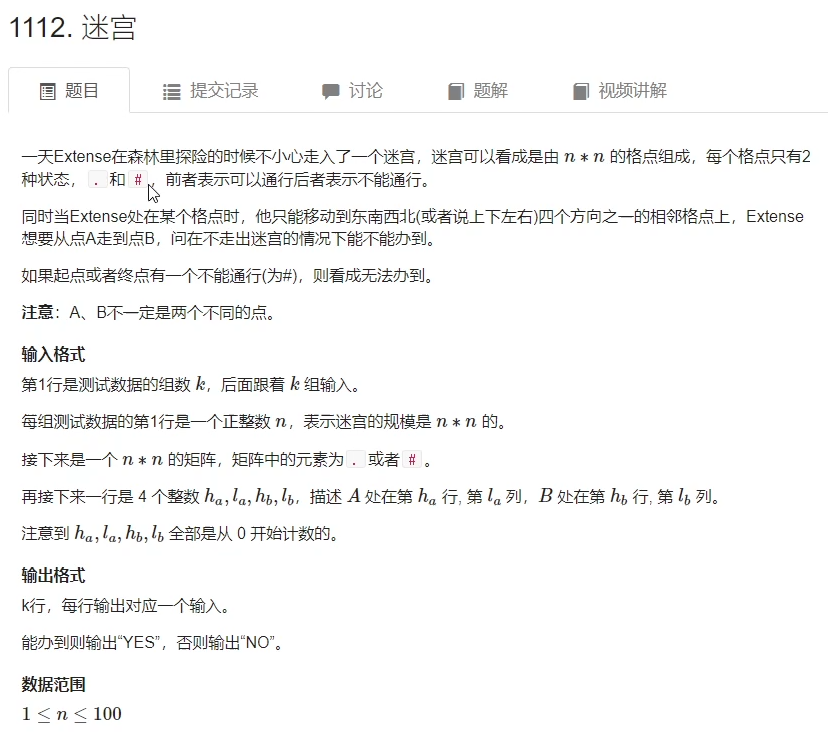 1112. 迷宫
题目 提交记录 讨论 题解 视频讲解
一天Extense在森林里探险的时候不小心走入了一个迷宫，迷宫可以看成是由 n * n 的格点组成，每个格点只有2
种状态， . 和 # ，前者表示可以通行后者表示不能通行。
同时当Extense处在某个格点时，他只能移动到东南西北(或者说上下左右)四个方向之一的相邻格点上，Extense
想要从点A走到点B，问在不走出迷宫的情况下能不能办到。
如果起点或者终点有一个不能通行(为#)，则看成无法办到。
注意：A、B不一定是两个不同的点。
输入格式
第1行是测试数据的组数 k，后面跟着 k 组输入。
每组测试数据的第1行是一个正整数 n，表示迷宫的规模是 n * n 的。
接下来是一个 n * n 的矩阵，矩阵中的元素为 . 或者 # 。
再接下来一行是 4 个整数 hₐ, lₐ, h_b, l_b，描述 A 处在第 hₐ 行, 第 lₐ 列，B 处在第 h_b 行, 第 l_b 列。
注意到 hₐ, lₐ, h_b, l_b 全部是从 0 开始计数的。
输出格式
k行，每行输出对应一个输入。
能办到则输出“YES”，否则输出“NO”。
数据范围
1 ≤ n ≤ 100